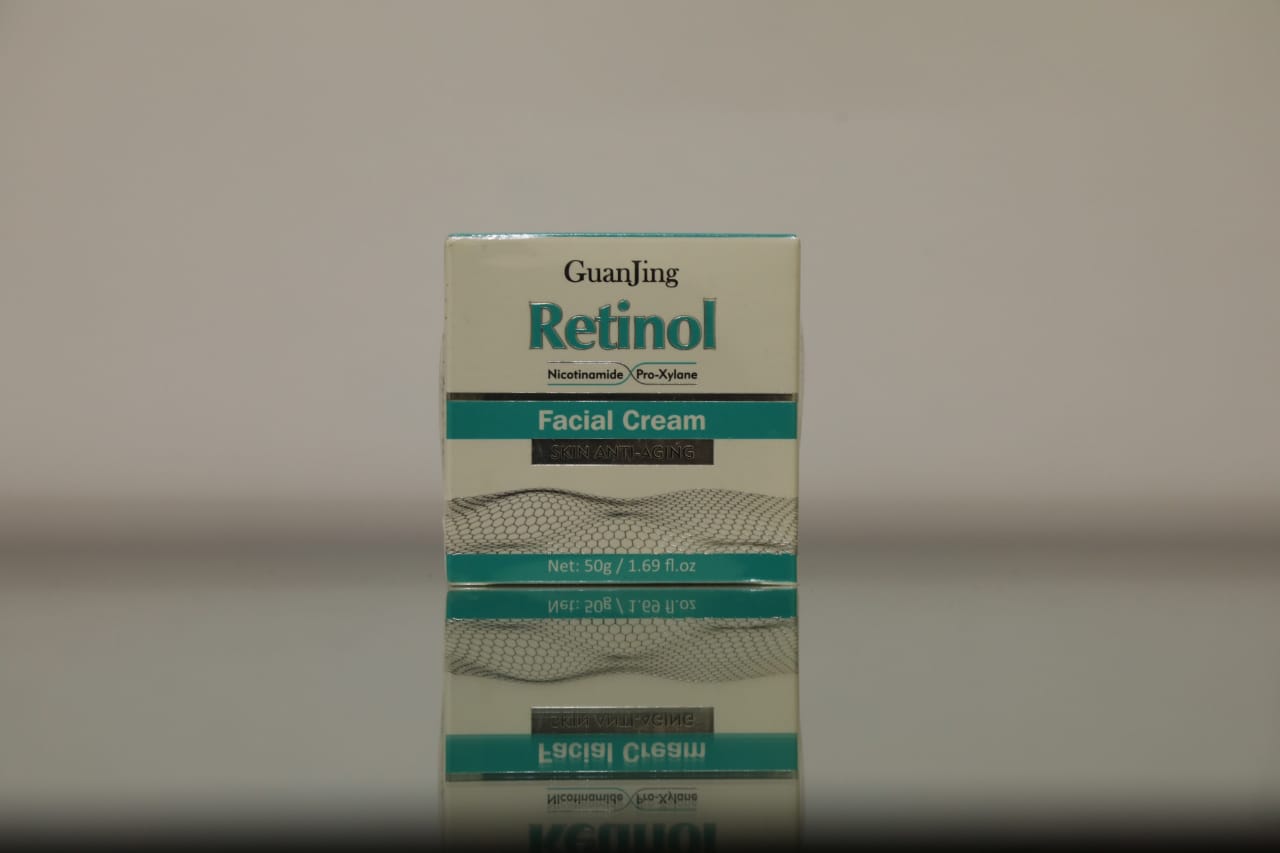 GuanJing
Retinol
Nicotinamide Pro-Xylane
Facial Cream
SKIN ANTI-AGING
Net: 50g / 1.69 fl.oz